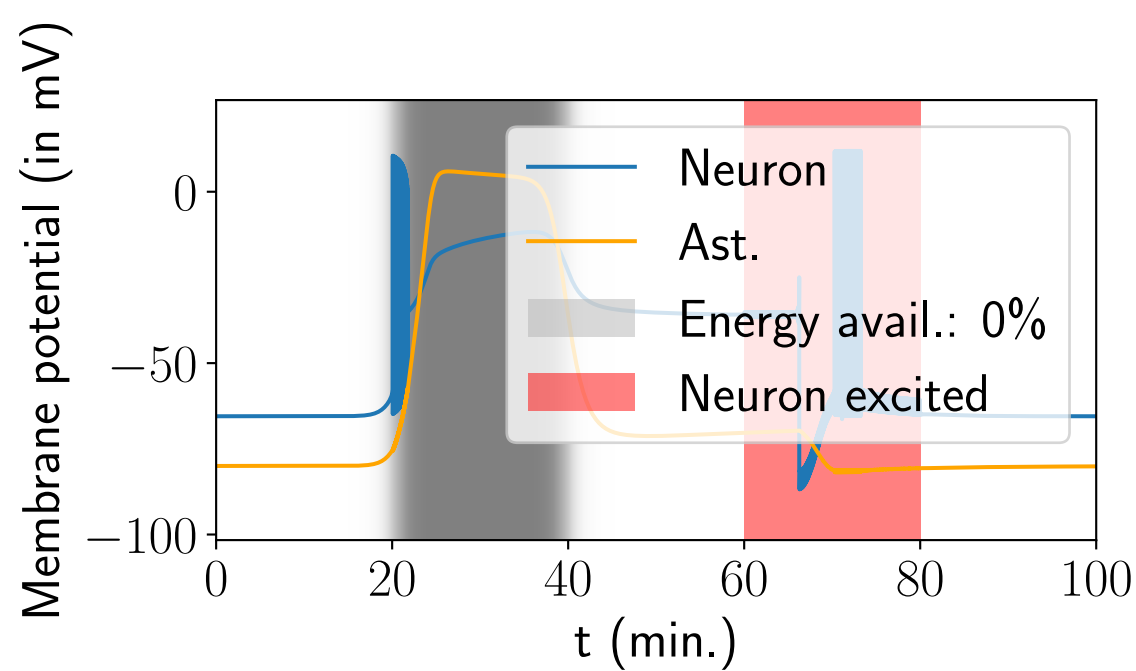 Membrane potential (in mV)
0
−50
−100
Neuron
Ast.
Energy avail.: 0%
Neuron excited
0 20 40 60 80 100
t (min.)